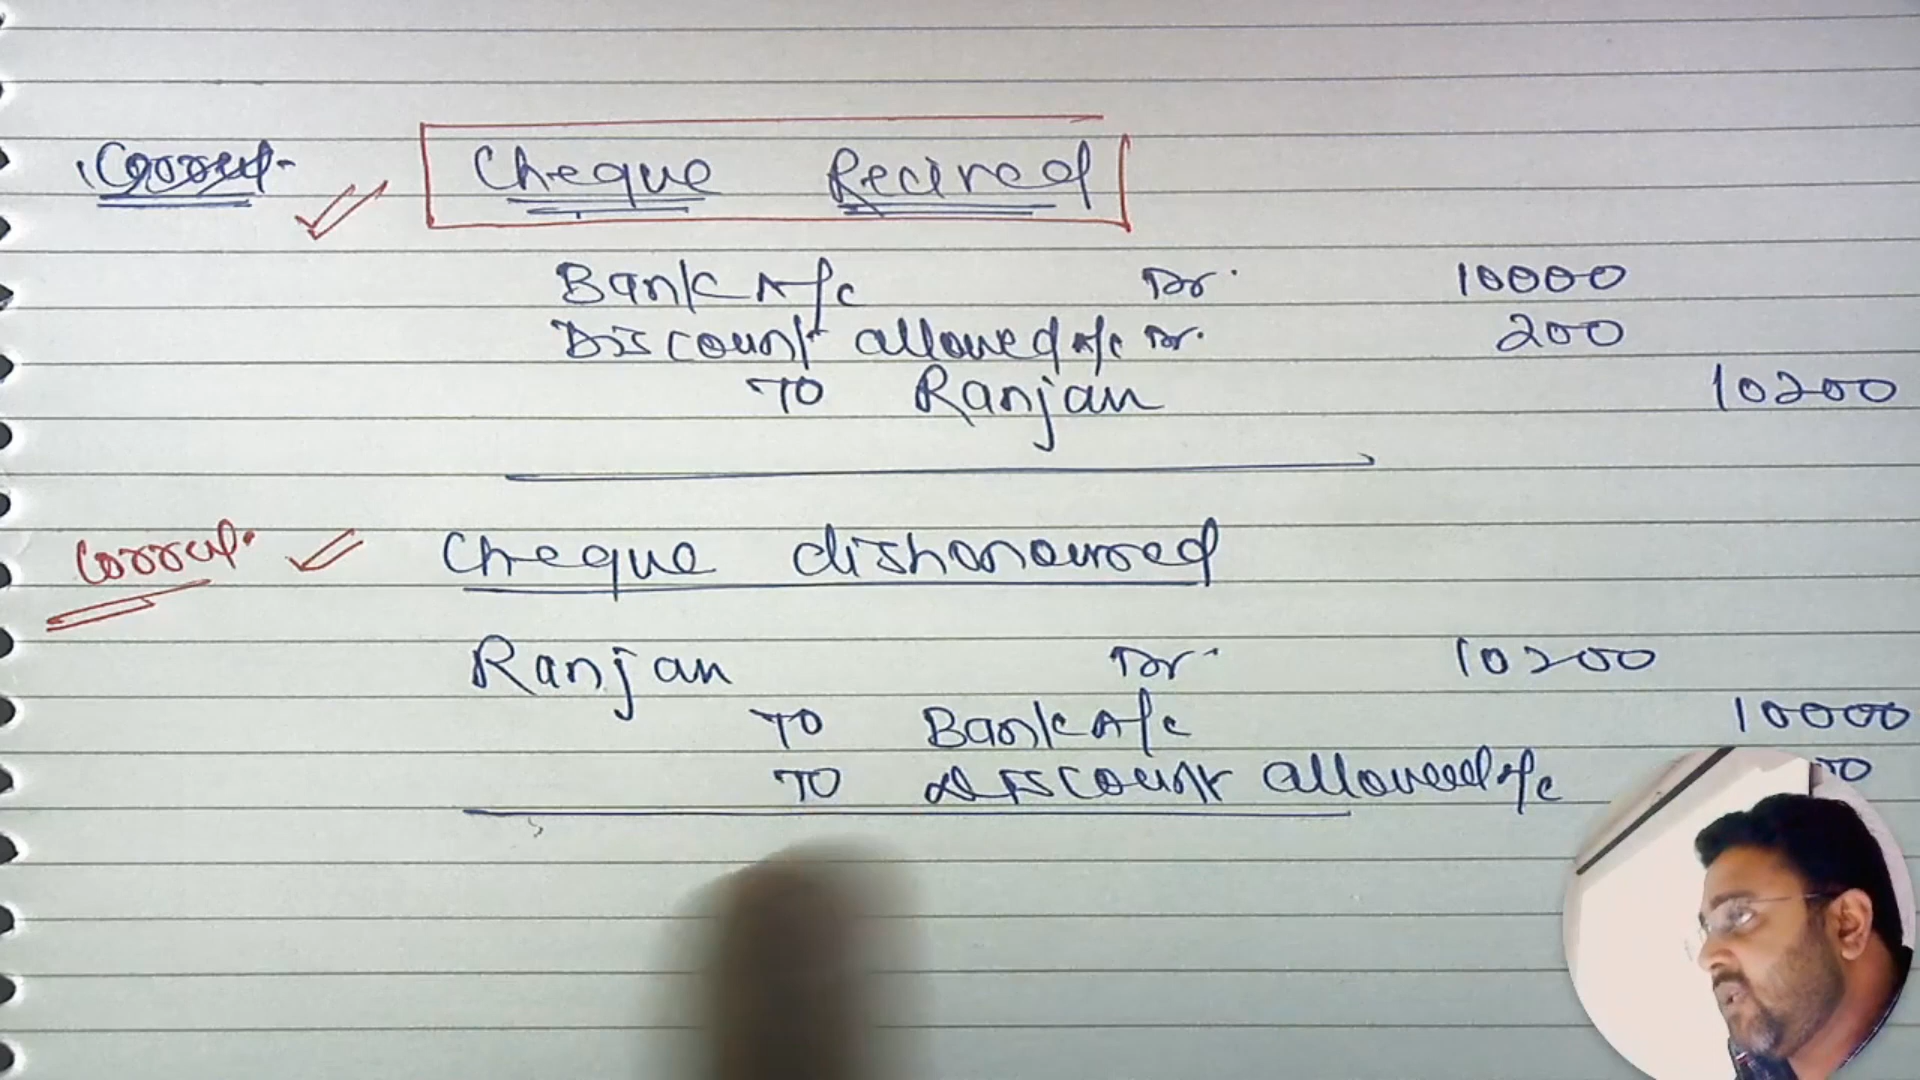 Correct.
Cheque Recired
Bank A/c Dr. 10000
Discount allowed A/c Dr. 200
To Ranjan 10200
Correct.
Cheque dishonoured
Ranjan Dr. 10200
To Bank A/c 10000
To Discount allowed A/c